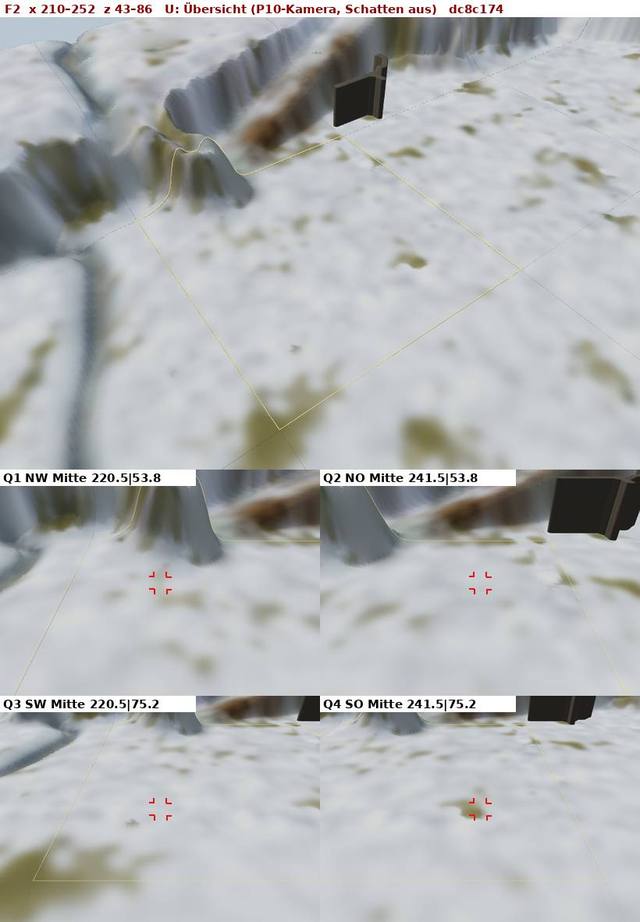 F2 x 210-252 z 43-86 U: Übersicht (P10-Kamera, Schatten aus) dc8c174
Q1 NW Mitte 220.5|53.8
Q2 NO Mitte 241.5|53.8
Q3 SW Mitte 220.5|75.2
Q4 SO Mitte 241.5|75.2